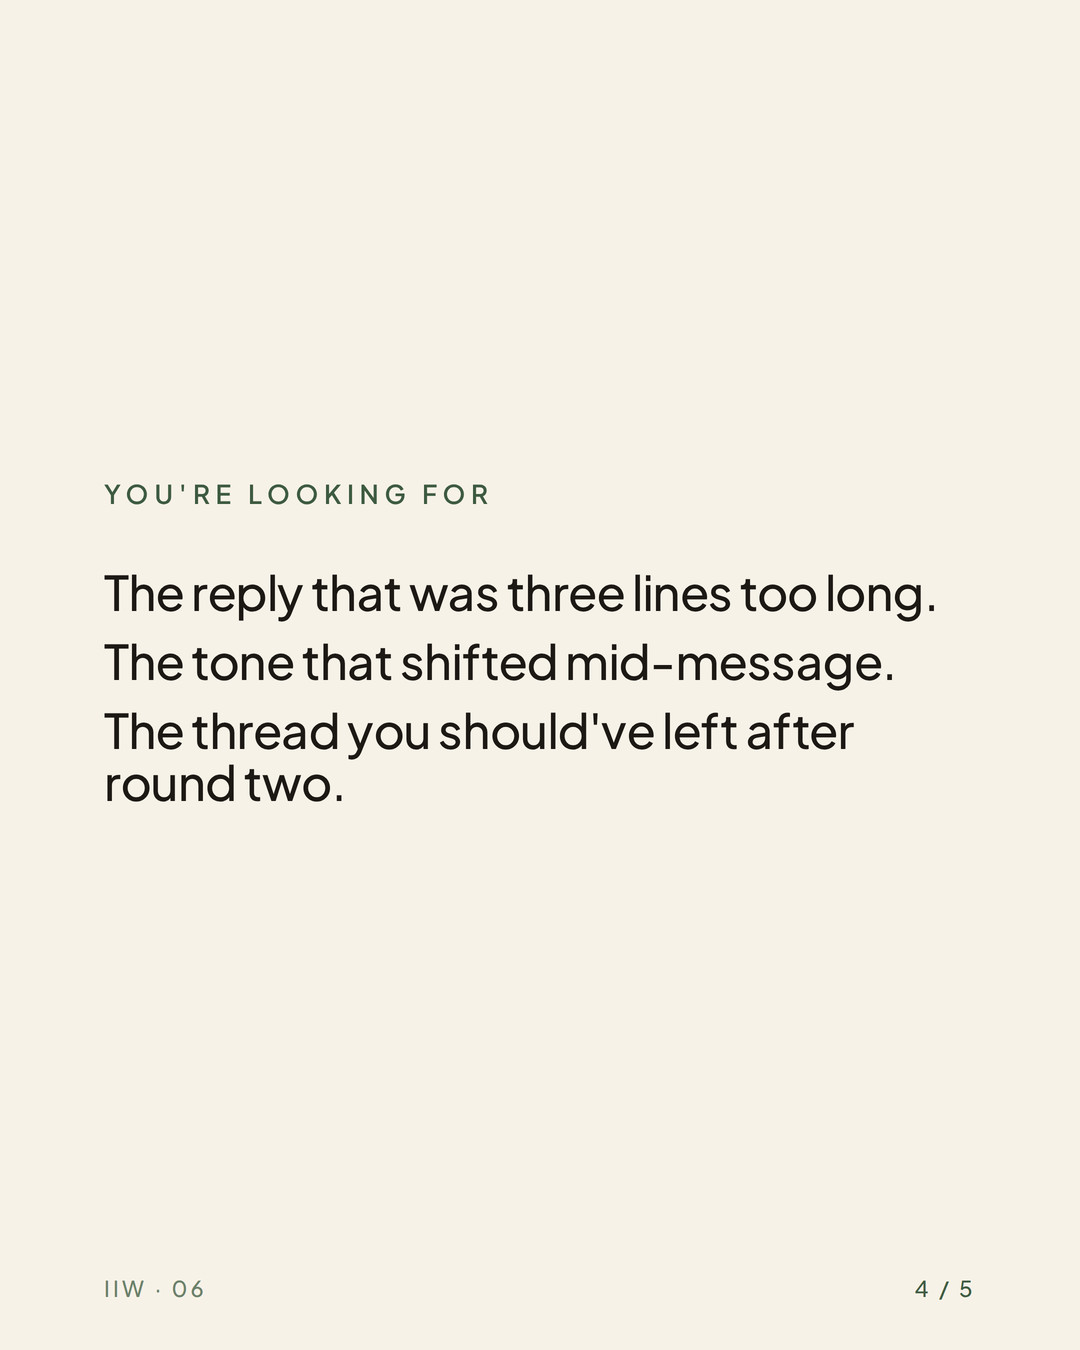 YOU'RE LOOKING FOR
The reply that was three lines too long.
The tone that shifted mid-message.
The thread you should've left after
round two.
IIW · 06
4 / 5